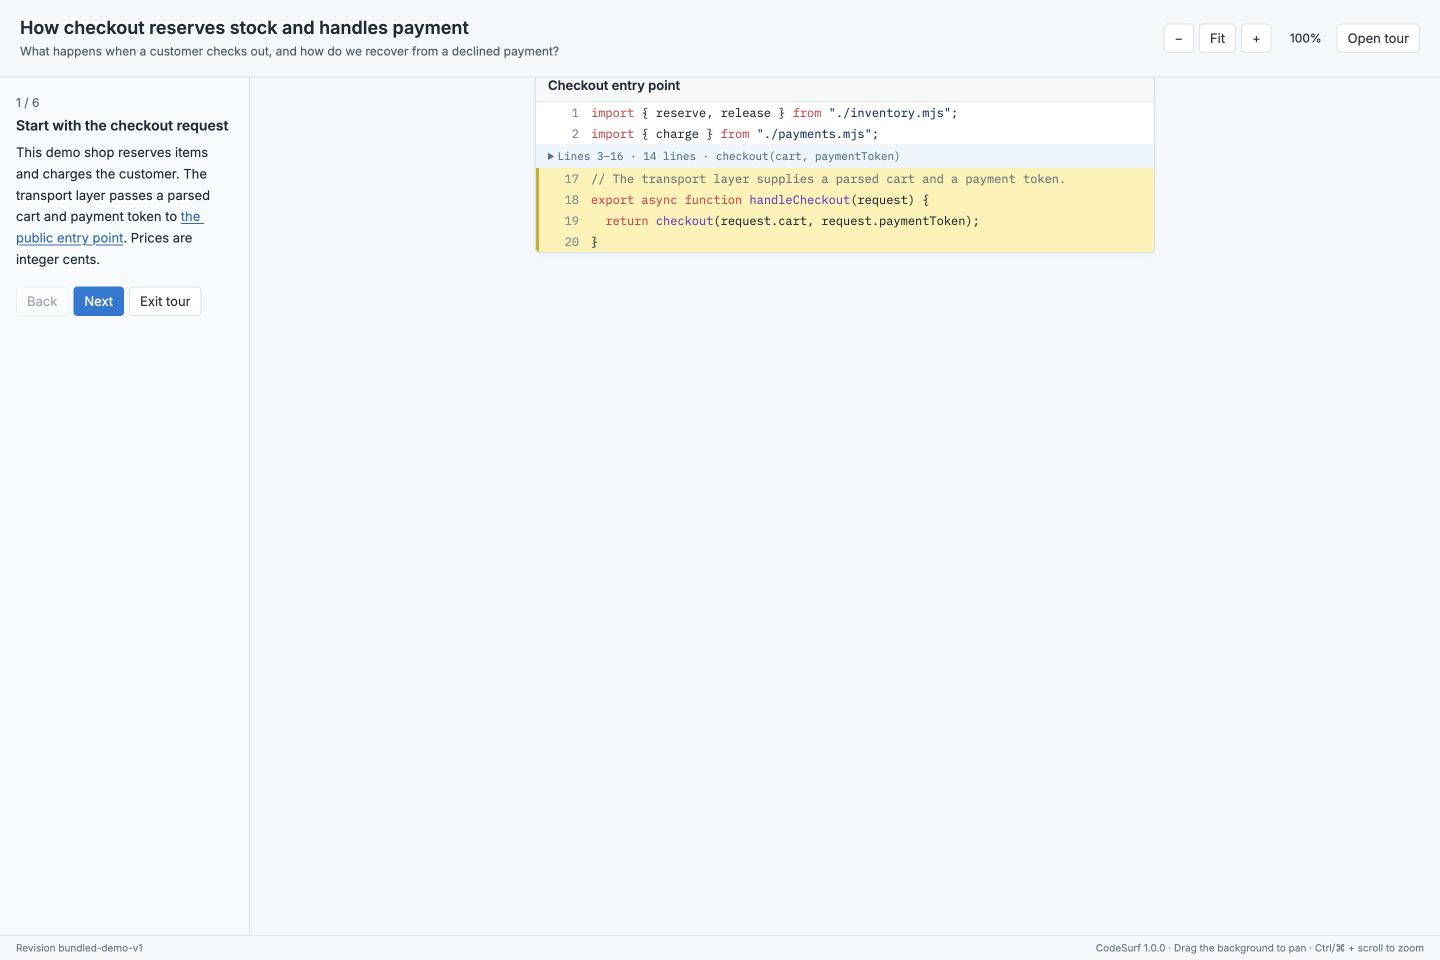 How checkout reserves stock and handles payment
What happens when a customer checks out, and how do we recover from a declined payment?
−
Fit
+
100%
Open tour
1 / 6
Start with the checkout request
This demo shop reserves items
and charges the customer. The
transport layer passes a parsed
cart and payment token to the
public entry point. Prices are
integer cents.
Back
Next
Exit tour
Checkout entry point
1 import { reserve, release } from "./inventory.mjs";
2 import { charge } from "./payments.mjs";
Lines 3–16 · 14 lines · checkout(cart, paymentToken)
17 // The transport layer supplies a parsed cart and a payment token.
18 export async function handleCheckout(request) {
19   return checkout(request.cart, request.paymentToken);
20 }
Revision bundled-demo-v1
CodeSurf 1.0.0 · Drag the background to pan · Ctrl/⌘ + scroll to zoom